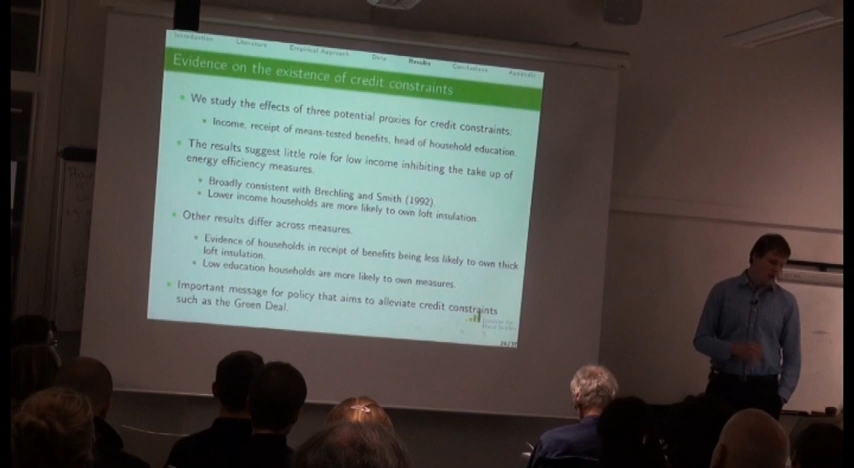 Introduction Literature Empirical Approach Data Results Conclusions Appendix
Evidence on the existence of credit constraints
We study the effects of three potential proxies for credit constraints:
Income, receipt of means-tested benefits, head of household education.
The results suggest little role for low income inhibiting the take up of
energy efficiency measures.
Broadly consistent with Brechling and Smith (1992)
Lower income households are more likely to own loft insulation.
Other results differ across measures.
Evidence of households in receipt of benefits being less likely to own thick
loft insulation.
Low education households are more likely to own measures.
Important message for policy that aims to alleviate credit constraints
such as the Green Deal.